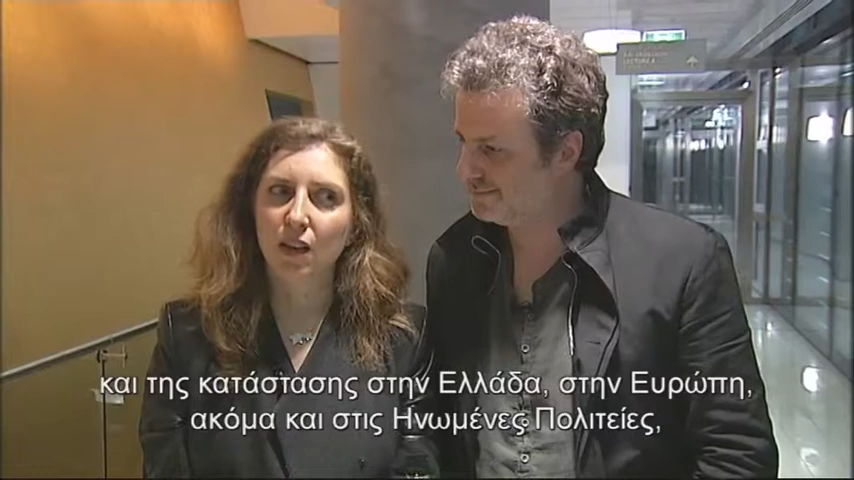 και της κατάστασης στην Ελλάδα, στην Ευρώπη,
ακόμα και στις Ηνωμένες Πολιτείες,